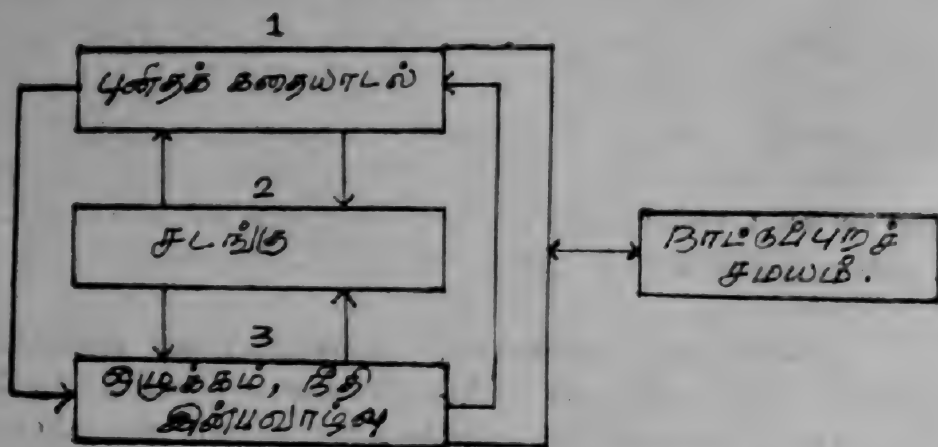 1
புனிதக் கதையாடல்
2
சடங்கு
நாட்டுப்புறச்
சமயம்.
3
ஒழுக்கம், நீதி
இன்பவாழ்வு